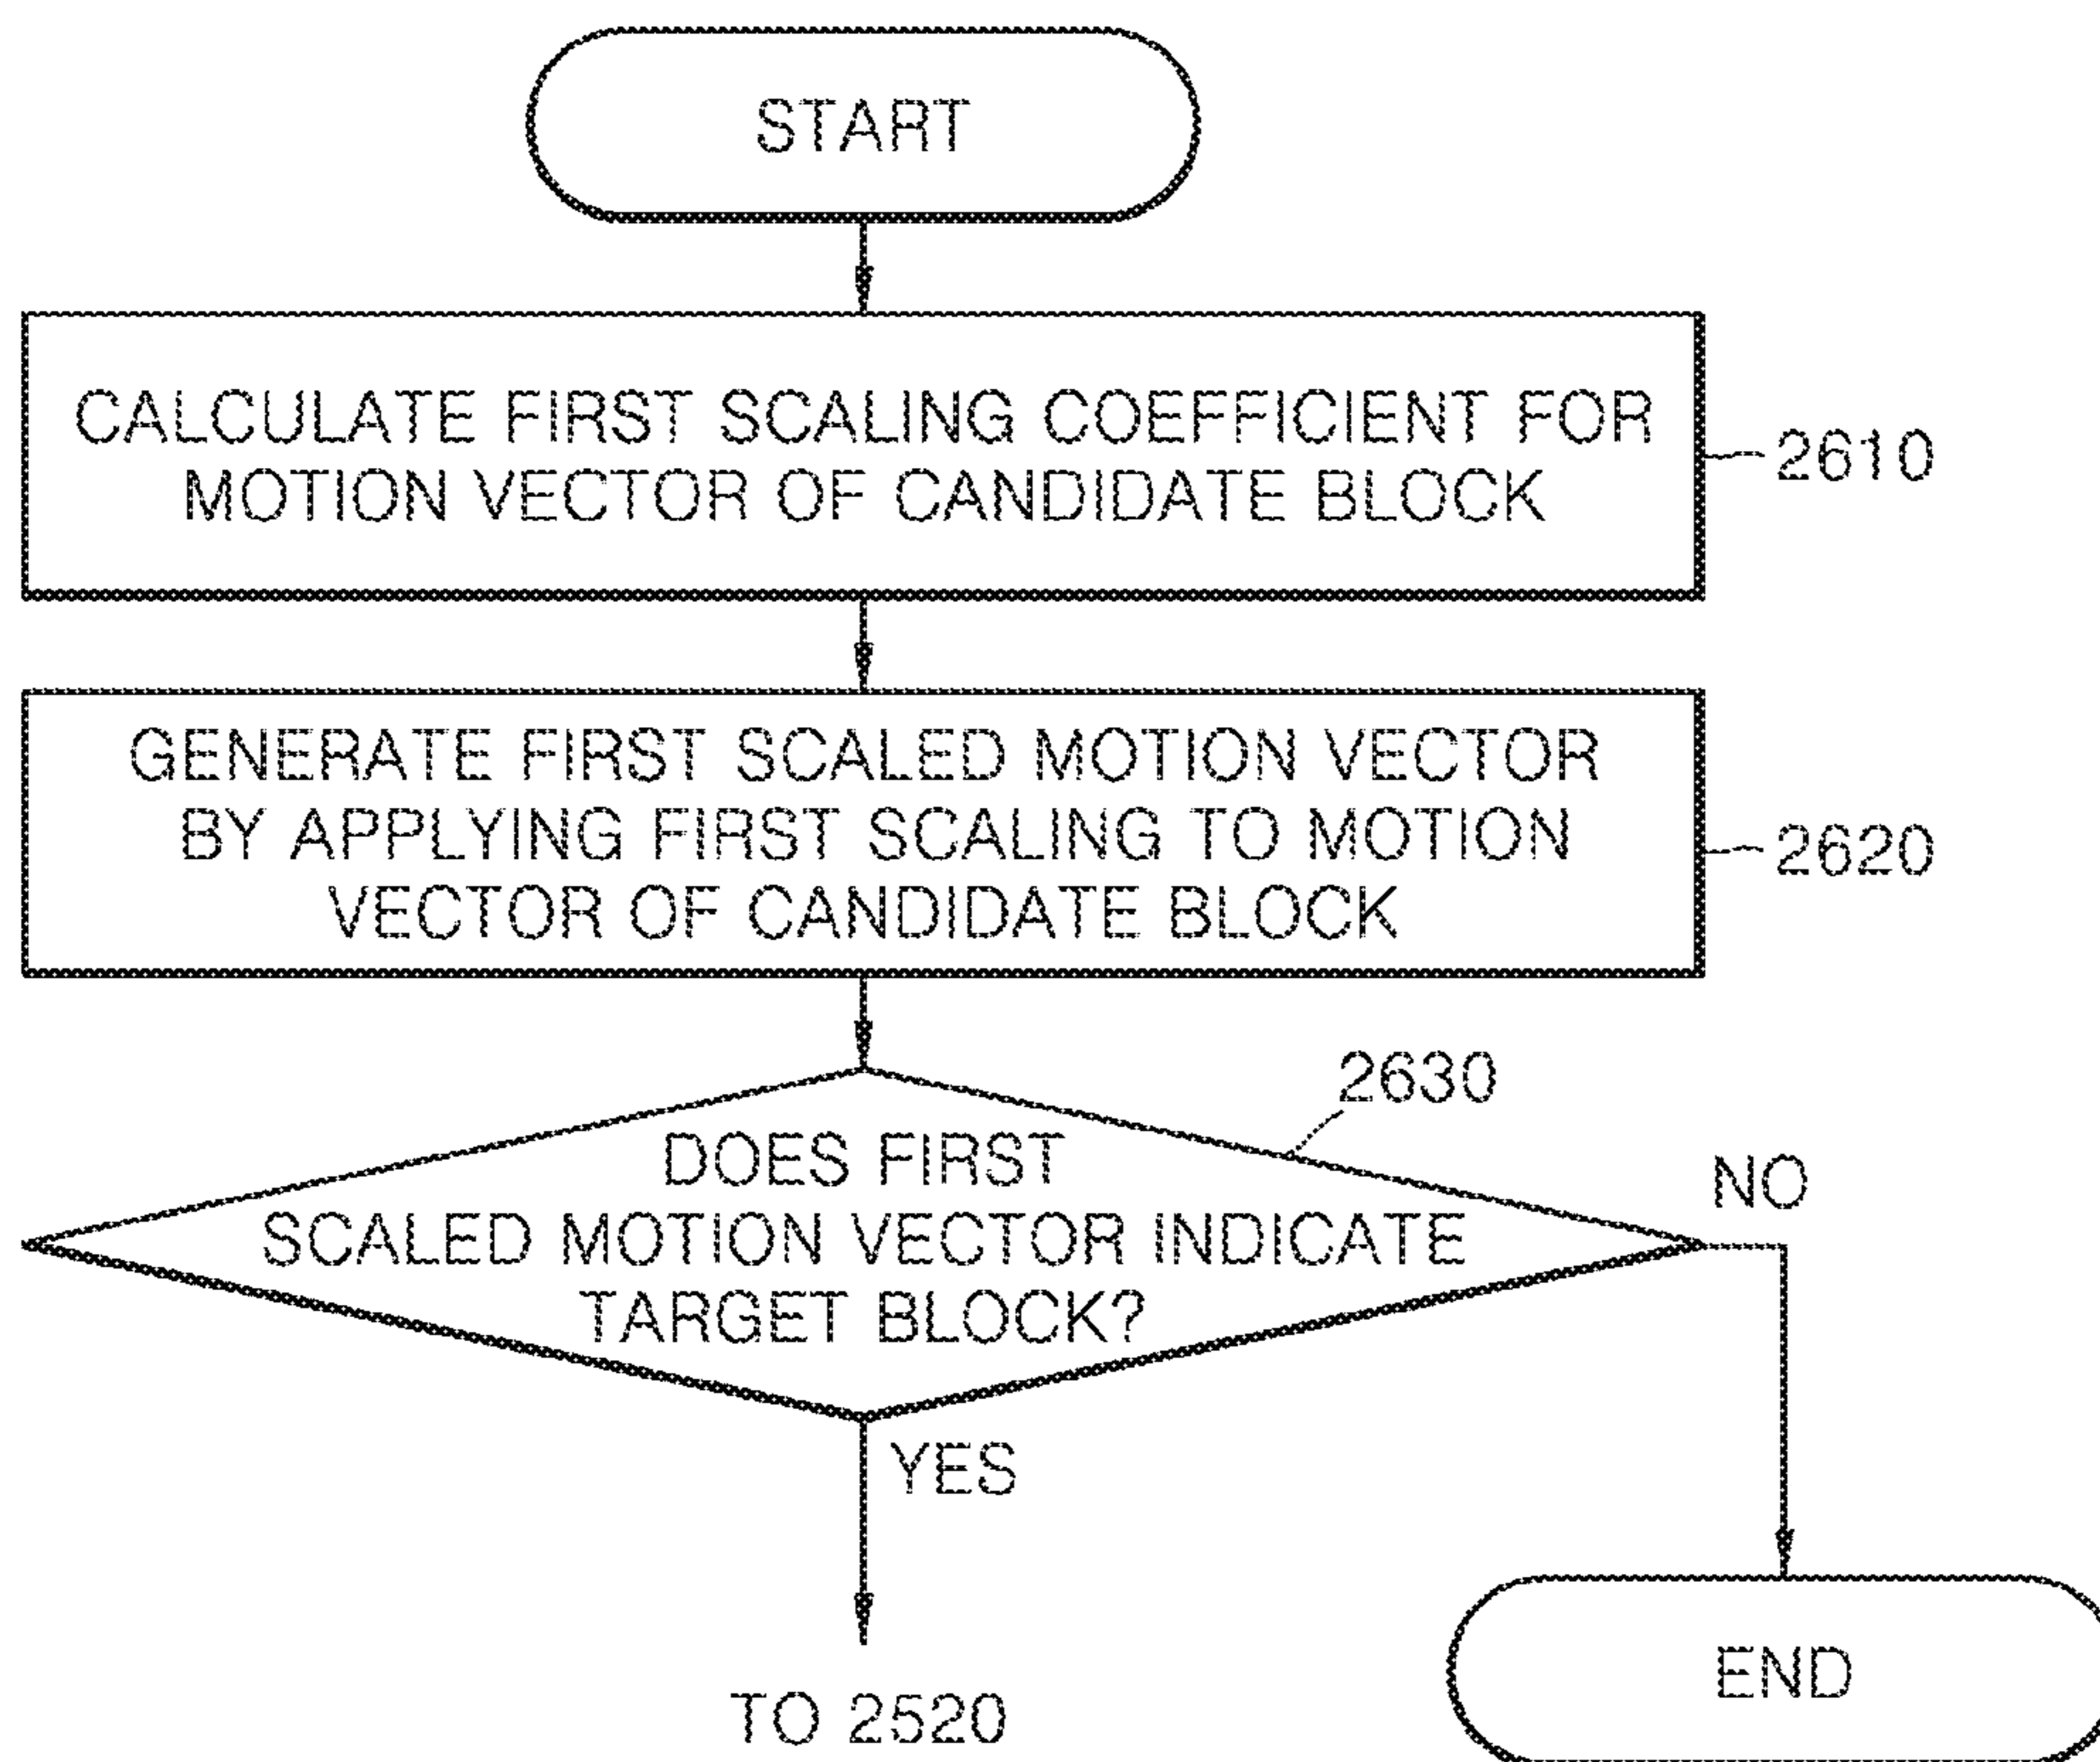 START
CALCULATE FIRST SCALING COEFFICIENT FOR
MOTION VECTOR OF CANDIDATE BLOCK
2610
GENERATE FIRST SCALED MOTION VECTOR
BY APPLYING FIRST SCALING TO MOTION
VECTOR OF CANDIDATE BLOCK
2620
2630
DOES FIRST
SCALED MOTION VECTOR INDICATE
TARGET BLOCK?
NO
YES
TO 2520
END